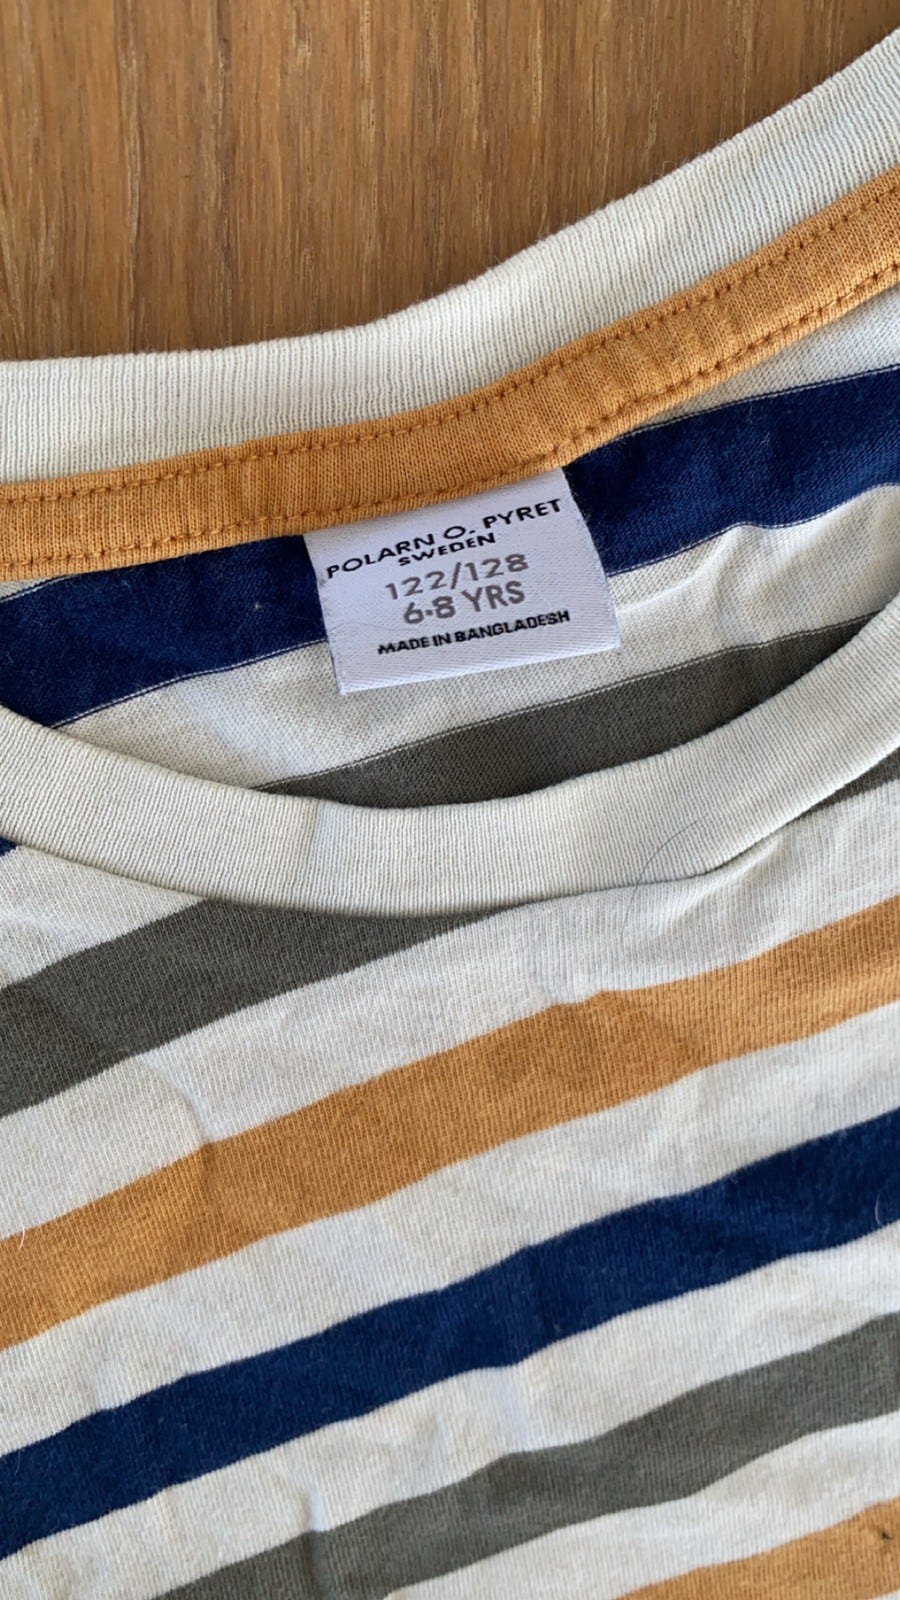 POLARN O. PYRET
SWEDEN
122/128
6-8 YRS
MADE IN BANGLADESH